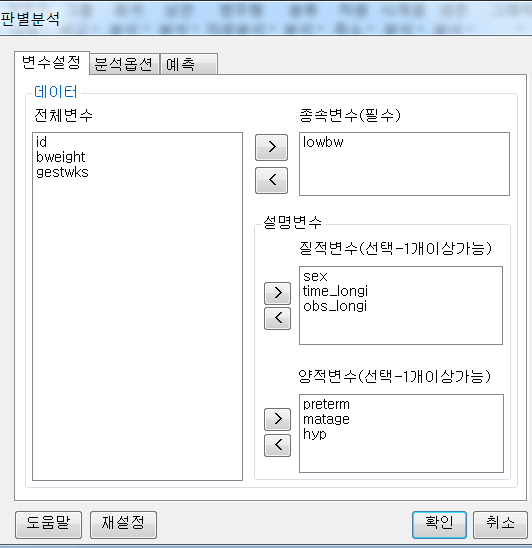 판별분석
변수설정 분석옵션 예측
데이터
전체변수
id
bweight
gestwks
>
<
종속변수(필수)
lowbw
설명변수
질적변수(선택-1개이상가능)
>
<
sex
time_longi
obs_longi
양적변수(선택-1개이상가능)
>
<
preterm
matage
hyp
도움말 재설정 확인 취소